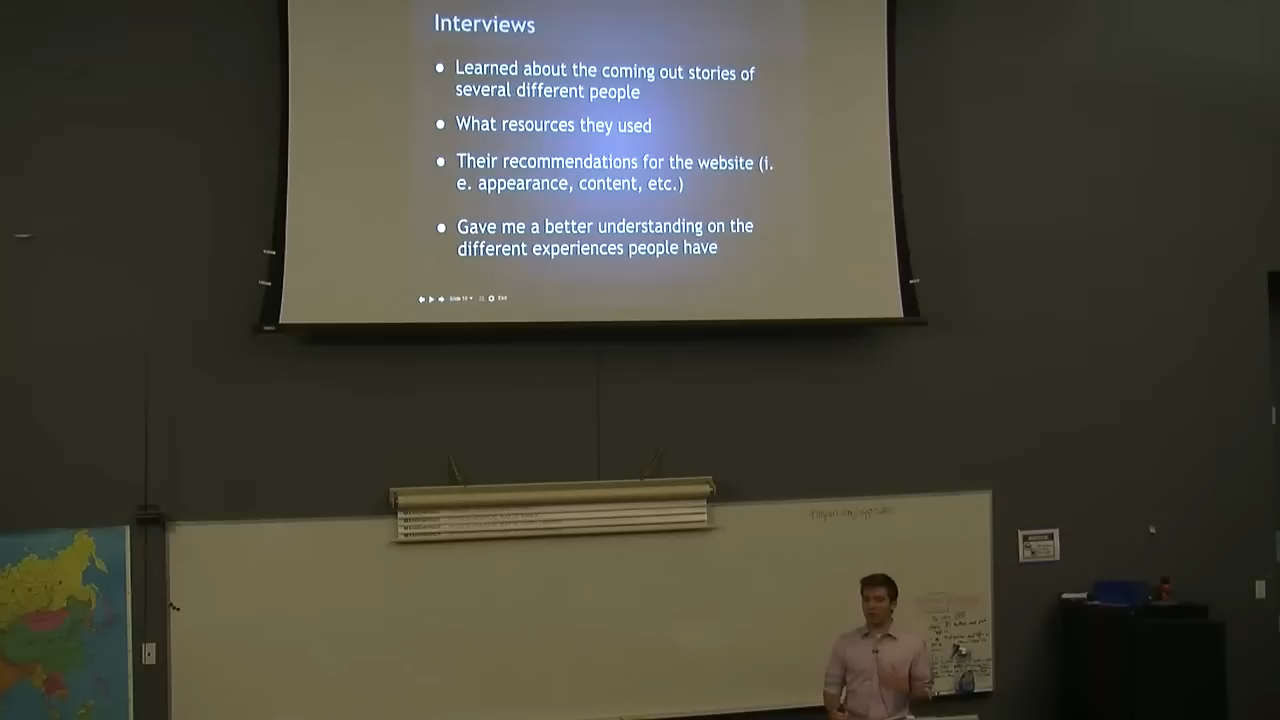 Interviews
● Learned about the coming out stories of
several different people
● What resources they used
● Their recommendations for the website (i.
e. appearance, content, etc.)
● Gave me a better understanding on the
different experiences people have